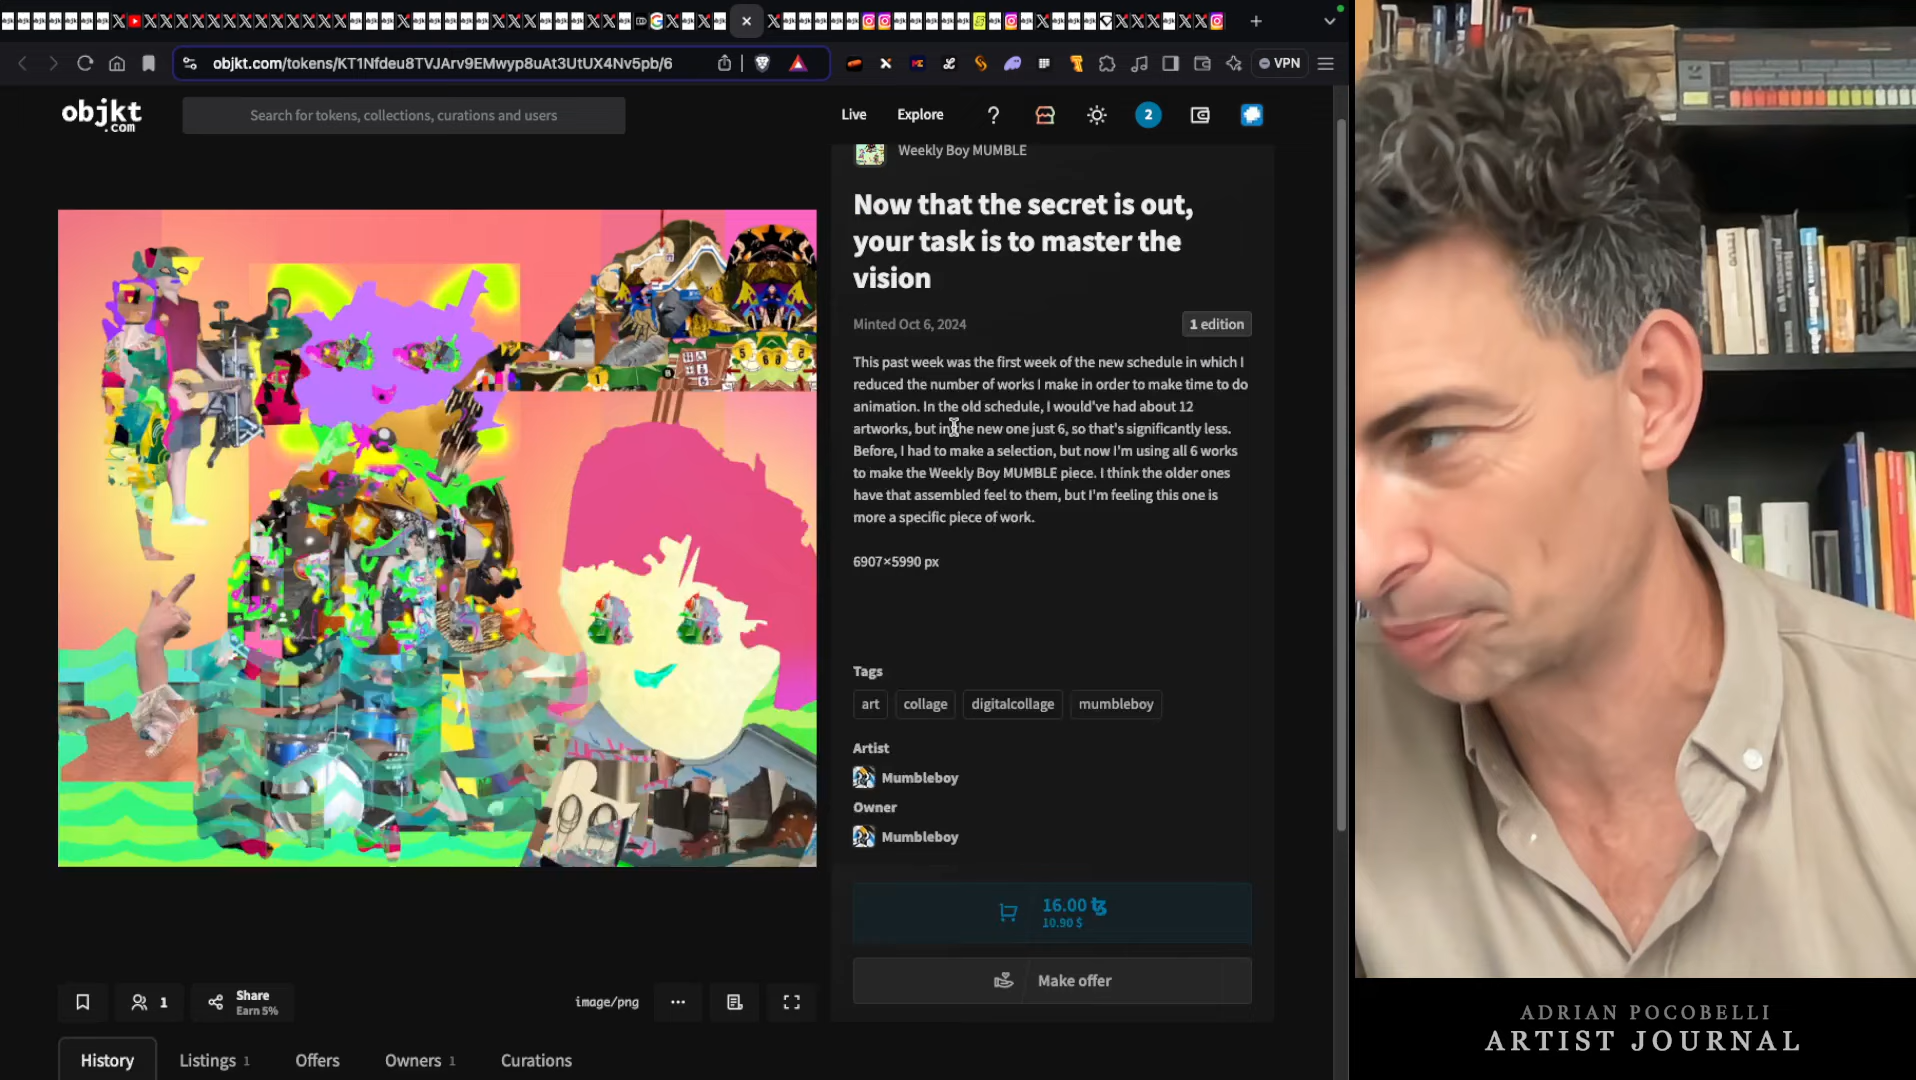 objkt.com/tokens/KT1Nfdeu8TVJArv9EMwyp8uAt3UtUX4Nv5pb/6
VPN
objkt
.com
Search for tokens, collections, curations and users
Live
Explore
?
2
Weekly Boy MUMBLE
Now that the secret is out,
your task is to master the
vision
Minted Oct 6, 2024
1 edition
This past week was the first week of the new schedule in which I
reduced the number of works I make in order to make time to do
animation. In the old schedule, I would've had about 12
artworks, but in the new one just 6, so that's significantly less.
Before, I had to make a selection, but now I'm using all 6 works
to make the Weekly Boy MUMBLE piece. I think the older ones
have that assembled feel to them, but I'm feeling this one is
more a specific piece of work.
6907×5990 px
Tags
art
collage
digitalcollage
mumbleboy
Artist
Mumbleboy
Owner
Mumbleboy
16.00 ꜩ
10.90 $
Make offer
1
Share
Earn 5%
image/png
History
Listings 1
Offers
Owners 1
Curations
ADRIAN POCOBELLI
ARTIST JOURNAL